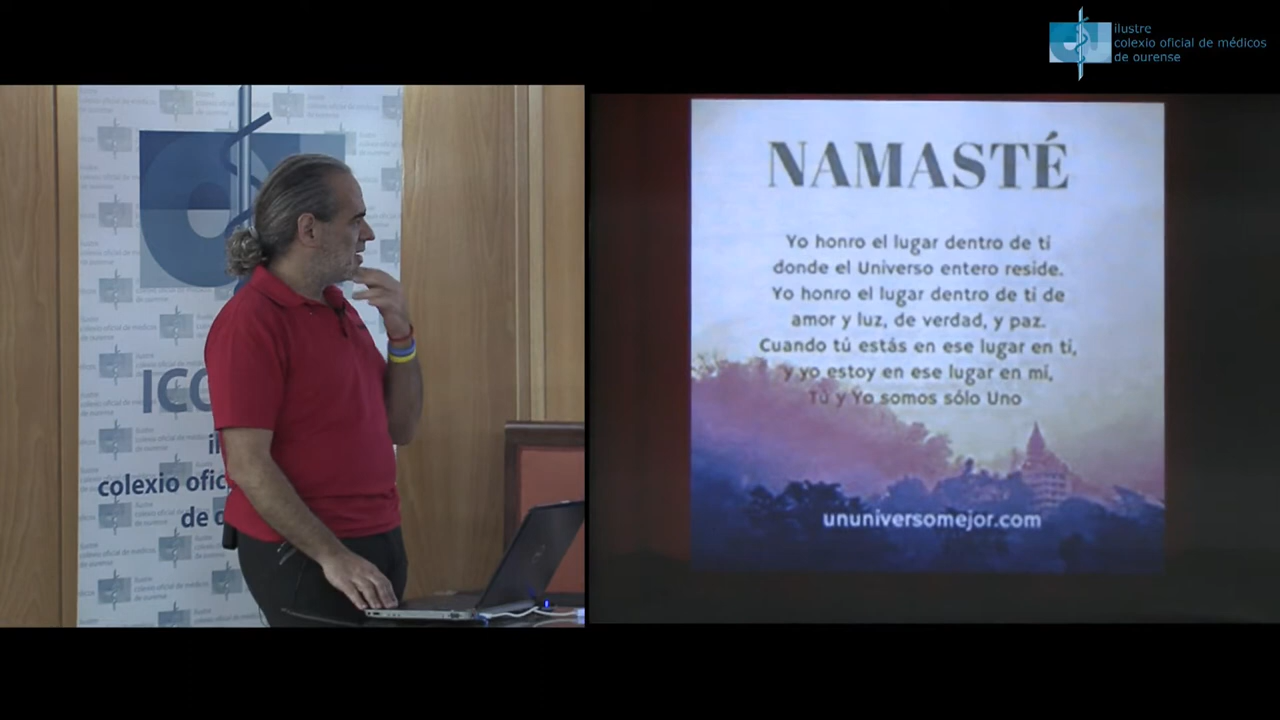 ilustre
colexio oficial de médicos
de ourense
ICO
colexio ofic
de o
NAMASTÉ
Yo honro el lugar dentro de ti
donde el Universo entero reside.
Yo honro el lugar dentro de ti de
amor y luz, de verdad, y paz.
Cuando tú estás en ese lugar en ti,
y yo estoy en ese lugar en mí,
Tú y Yo somos sólo Uno
ununiversomejor.com